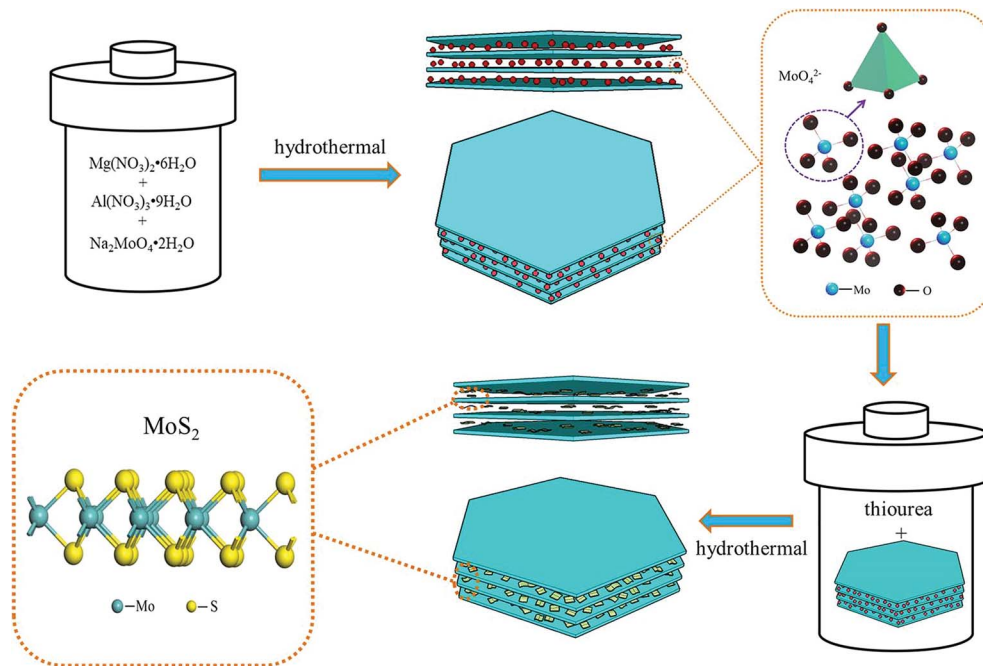 Mg(NO₃)₂•6H₂O
+
Al(NO₃)₃•9H₂O
+
Na₂MoO₄•2H₂O
hydrothermal
MoO₄²⁻
—Mo —O
thiourea
+
hydrothermal
MoS₂
—Mo —S